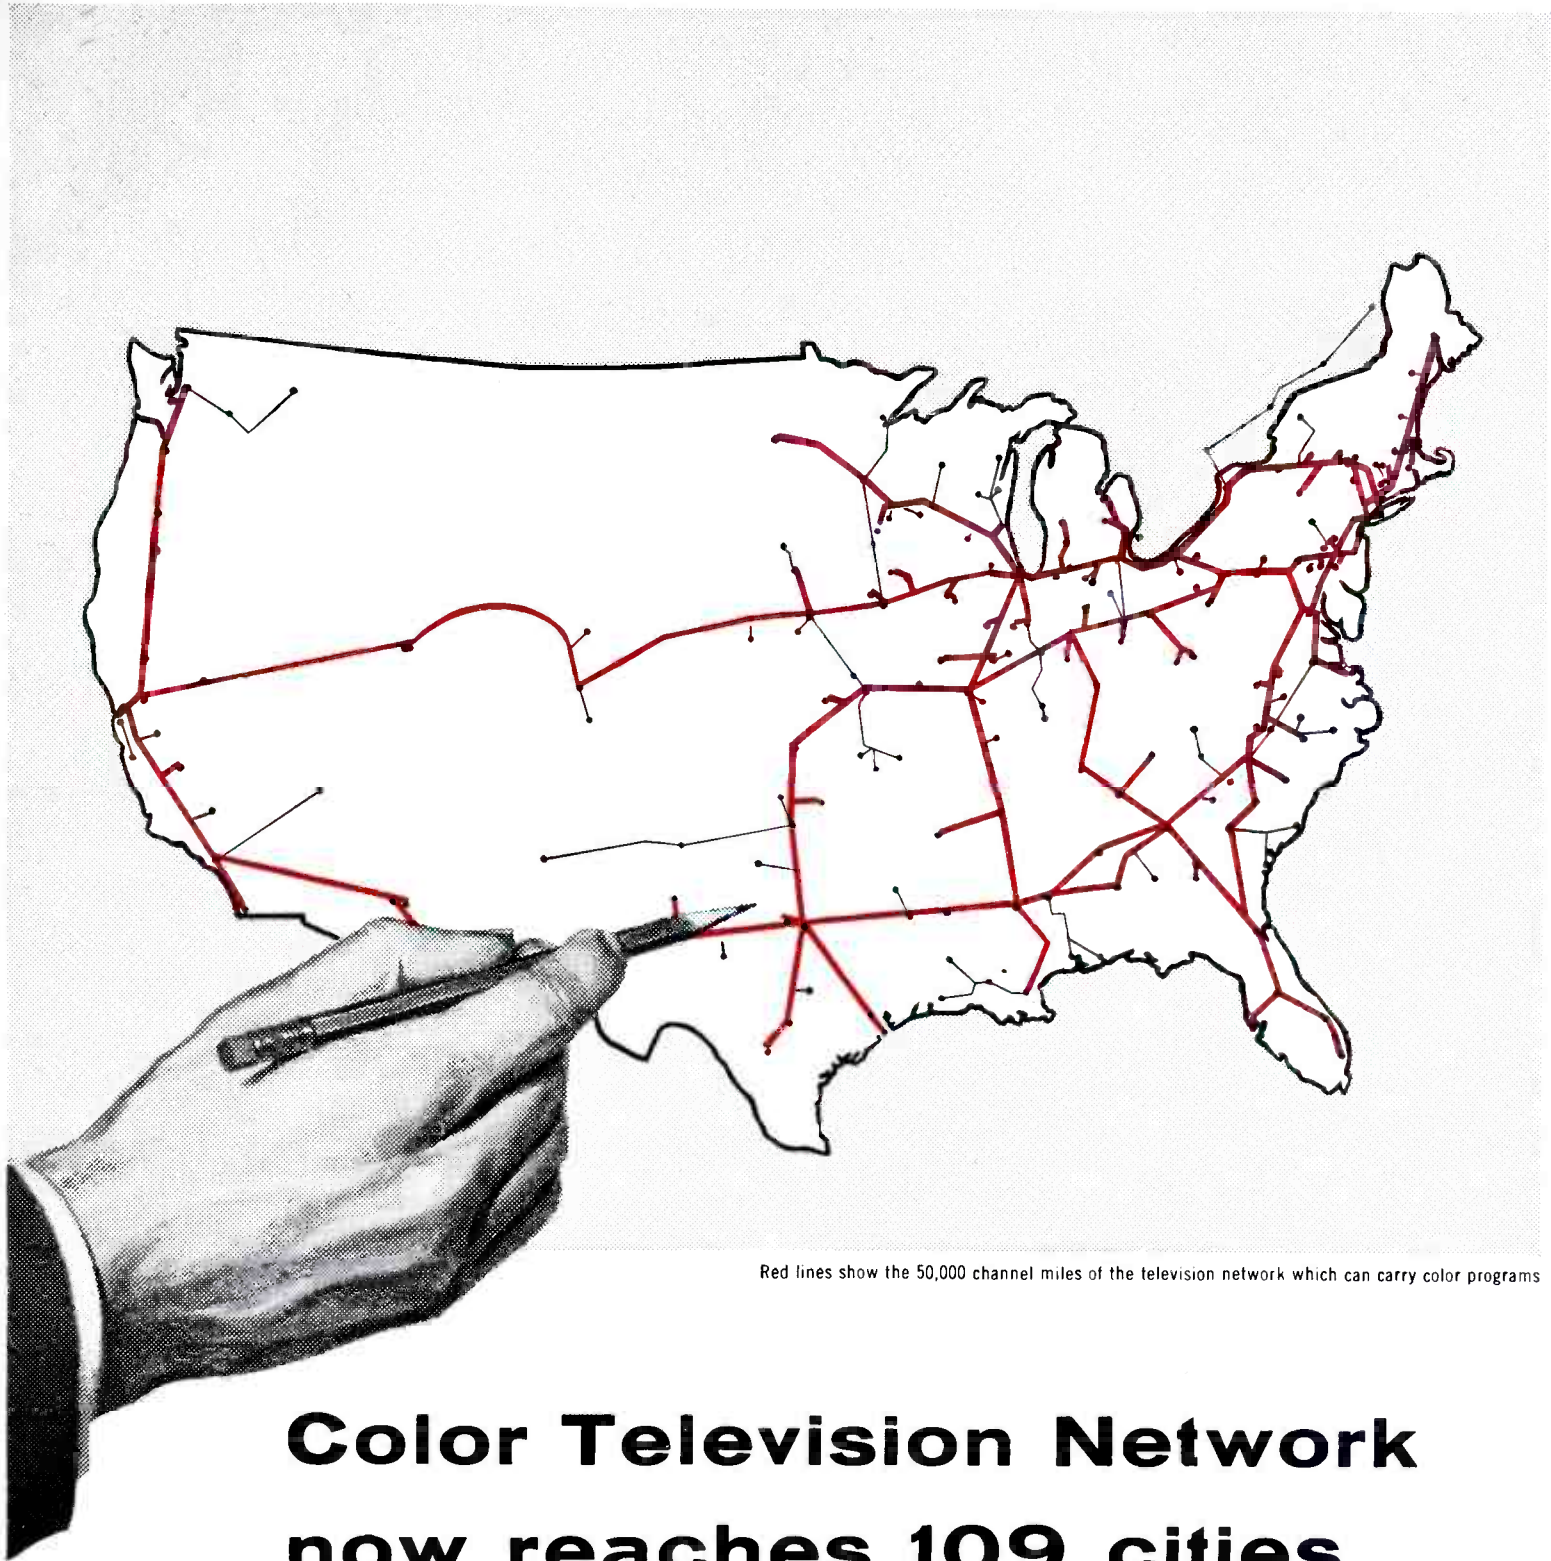 Red lines show the 50,000 channel miles of the television network which can carry color programs
Color Television Network
now reaches 109 cities